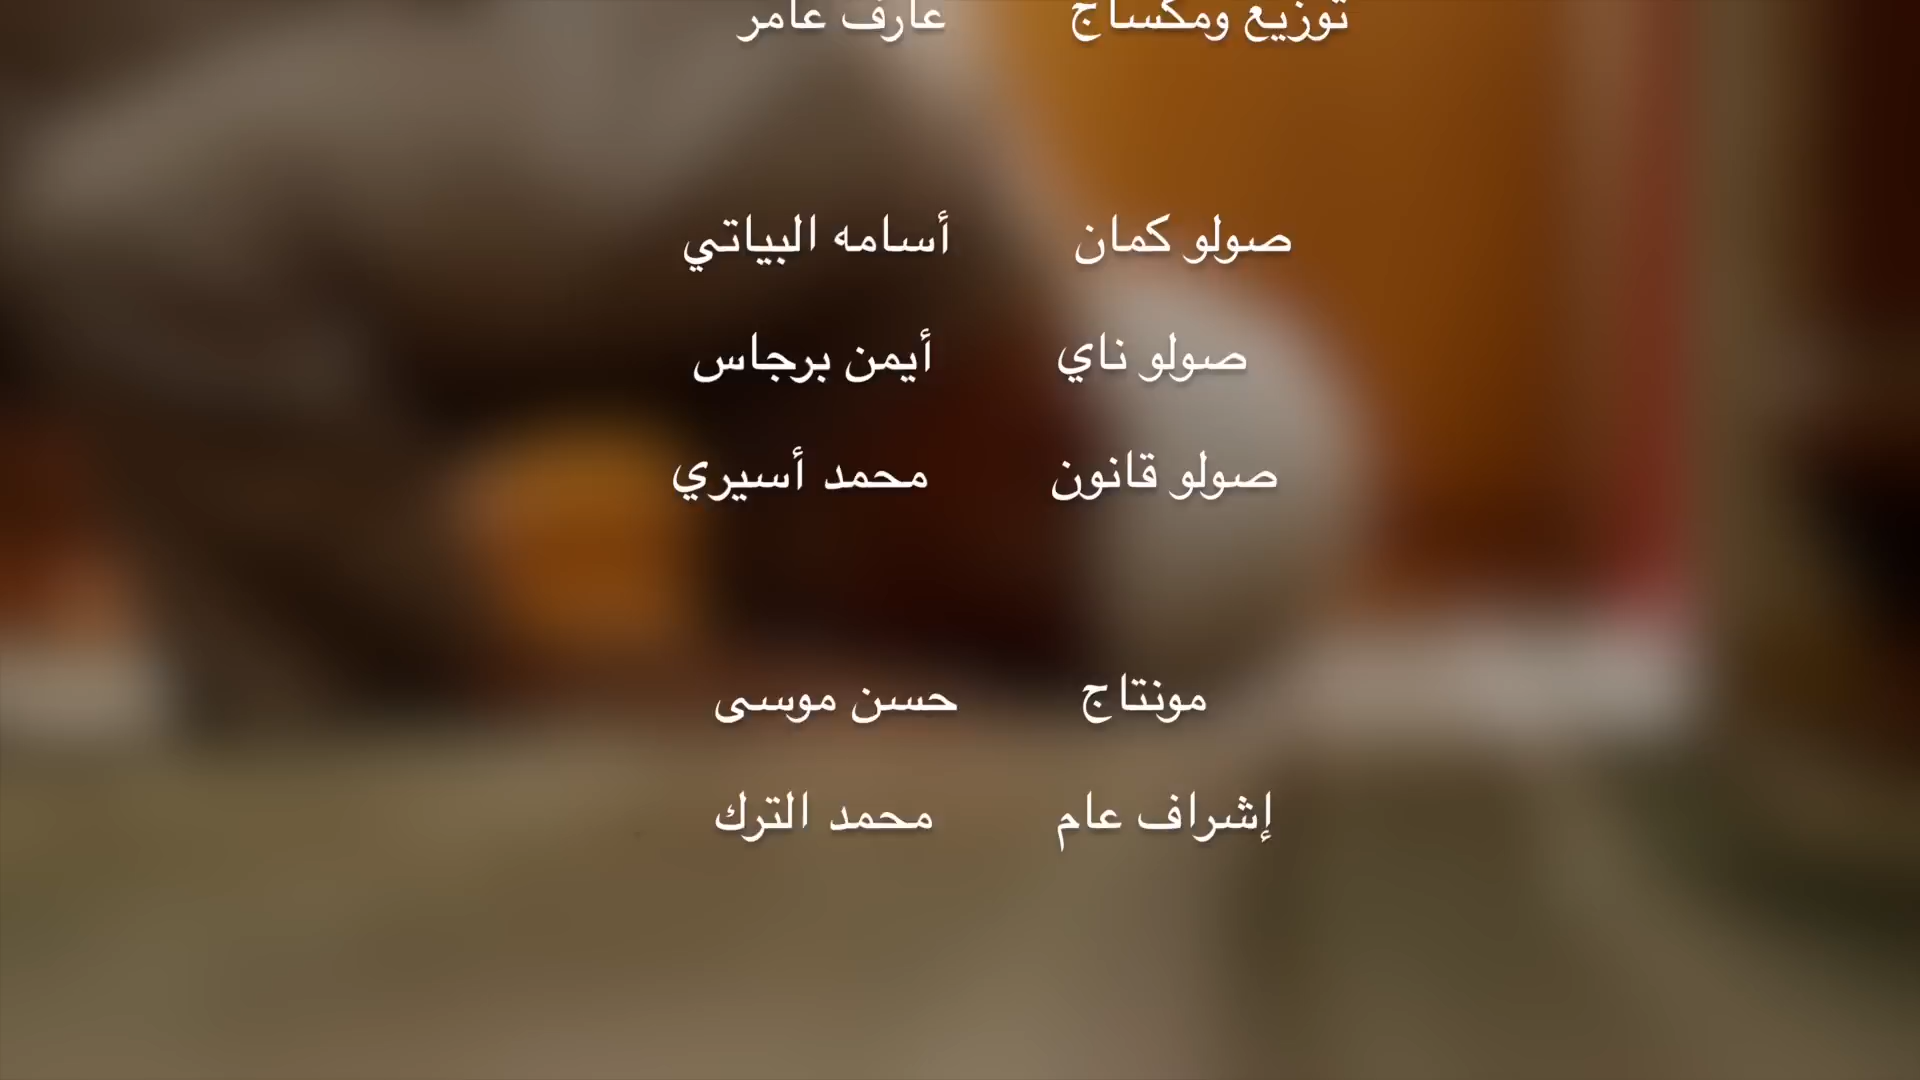 توزيع ومكساج عارف عامر
صولو كمان أسامه البياتي
صولو ناي أيمن برجاس
صولو قانون محمد أسيري
مونتاج حسن موسى
إشراف عام محمد الترك